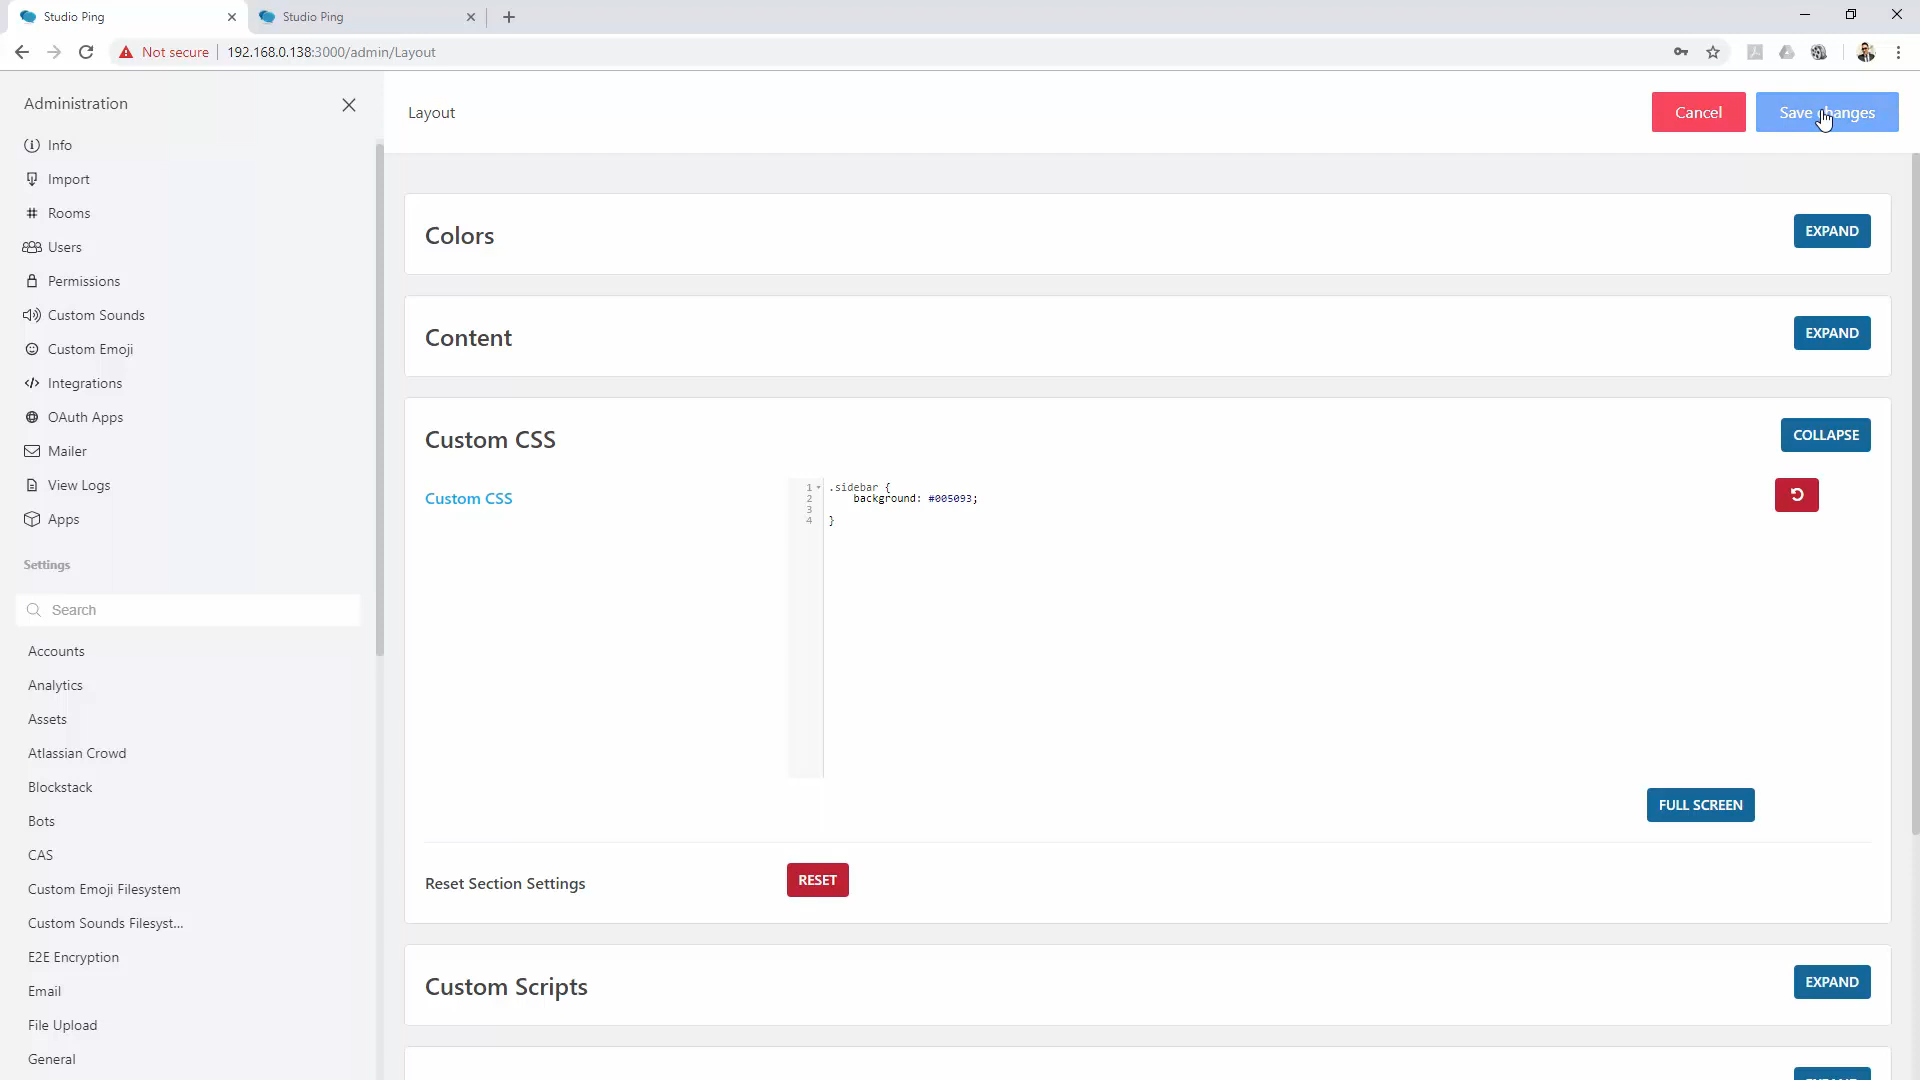 Studio Ping
Studio Ping
Not secure
192.168.0.138:3000/admin/Layout
Administration
Info
Import
Rooms
Users
Permissions
Custom Sounds
Custom Emoji
Integrations
OAuth Apps
Mailer
View Logs
Apps
Settings
Search
Accounts
Analytics
Assets
Atlassian Crowd
Blockstack
Bots
CAS
Custom Emoji Filesystem
Custom Sounds Filesyst...
E2E Encryption
Email
File Upload
General
Layout
Cancel
Save changes
Colors
EXPAND
Content
EXPAND
Custom CSS
COLLAPSE
Custom CSS
1 .sidebar {
2 background: #005093;
3
4 }
FULL SCREEN
Reset Section Settings
RESET
Custom Scripts
EXPAND